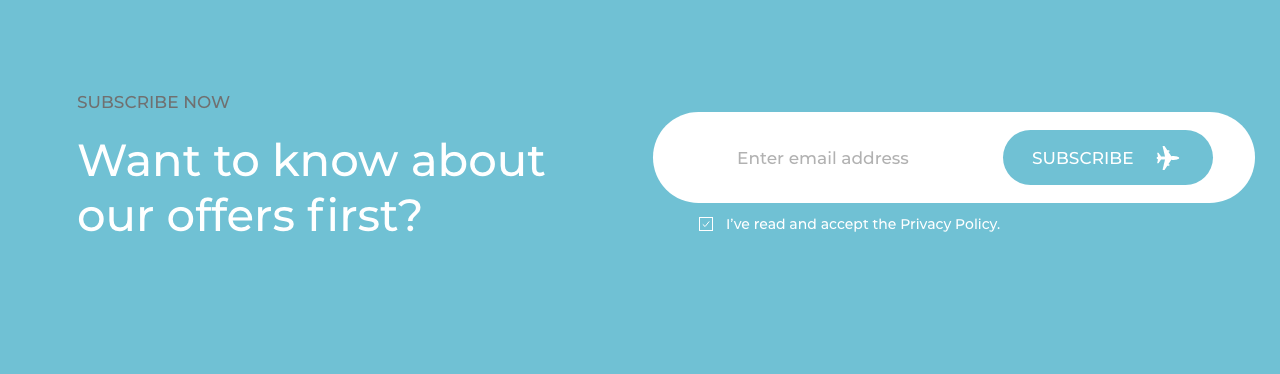 SUBSCRIBE NOW
Want to know about
our offers first?
Enter email address
SUBSCRIBE
I’ve read and accept the Privacy Policy.